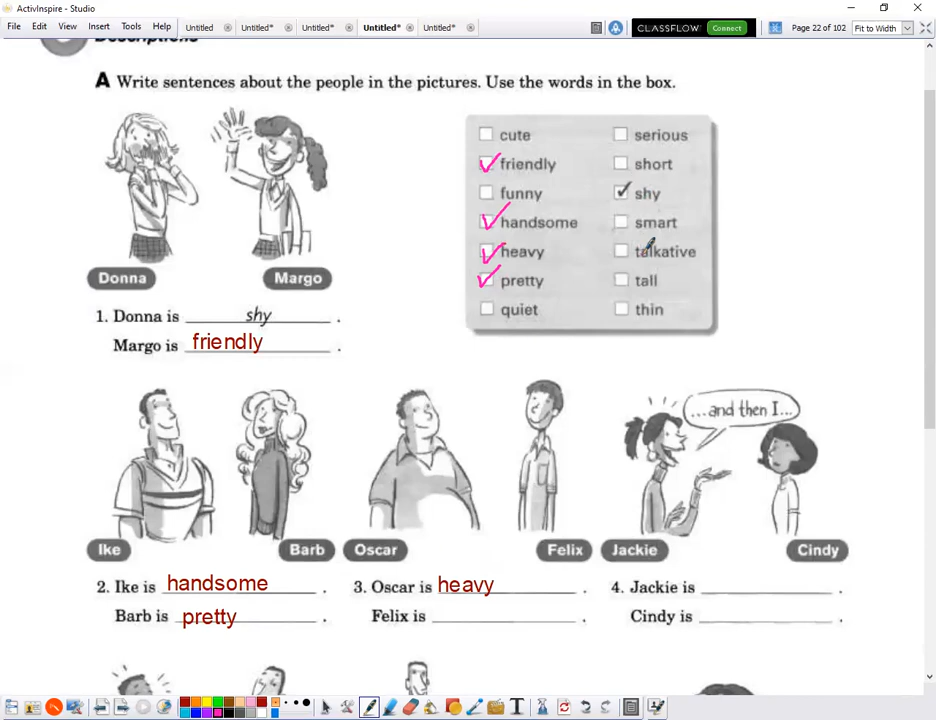 ActivInspire - Studio
File Edit View Insert Tools Help Untitled Untitled* Untitled* Untitled* Untitled* CLASSFLOW Connect Page 22 of 102 Fit to Width
Descriptions
A Write sentences about the people in the pictures. Use the words in the box.
cute serious
friendly short
funny shy
handsome smart
heavy talkative
pretty tall
quiet thin
Donna Margo
1. Donna is shy .
Margo is friendly .
...and then I...
Ike Barb Oscar Felix Jackie Cindy
2. Ike is handsome . 3. Oscar is heavy . 4. Jackie is .
Barb is pretty . Felix is . Cindy is .